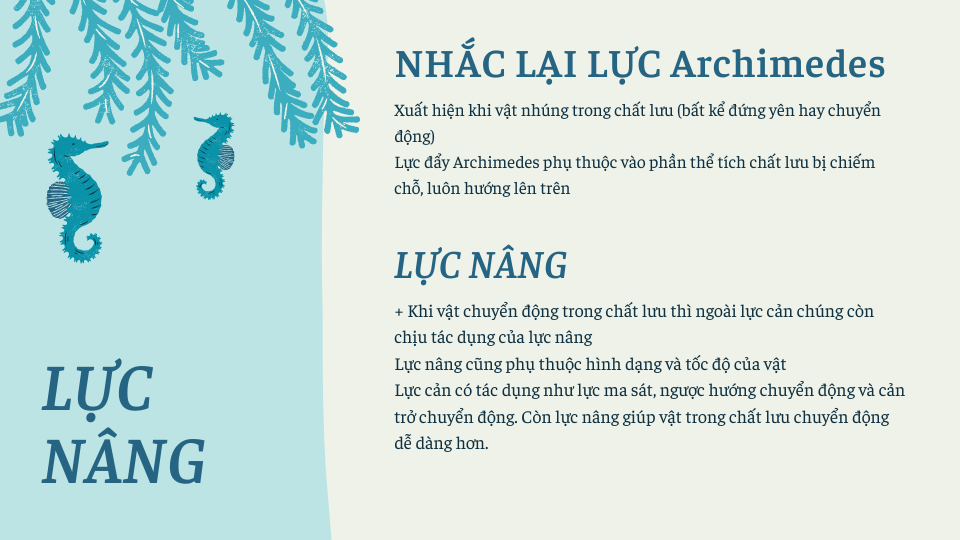 NHẮC LẠI LỰC Archimedes
Xuất hiện khi vật nhúng trong chất lưu (bất kể đứng yên hay chuyển
động)
Lực đẩy Archimedes phụ thuộc vào phần thể tích chất lưu bị chiếm
chỗ, luôn hướng lên trên
LỰC NÂNG
+ Khi vật chuyển động trong chất lưu thì ngoài lực cản chúng còn
chịu tác dụng của lực nâng
Lực nâng cũng phụ thuộc hình dạng và tốc độ của vật
Lực cản có tác dụng như lực ma sát, ngược hướng chuyển động và cản
trở chuyển động. Còn lực nâng giúp vật trong chất lưu chuyển động
dễ dàng hơn.
LỰC
NÂNG